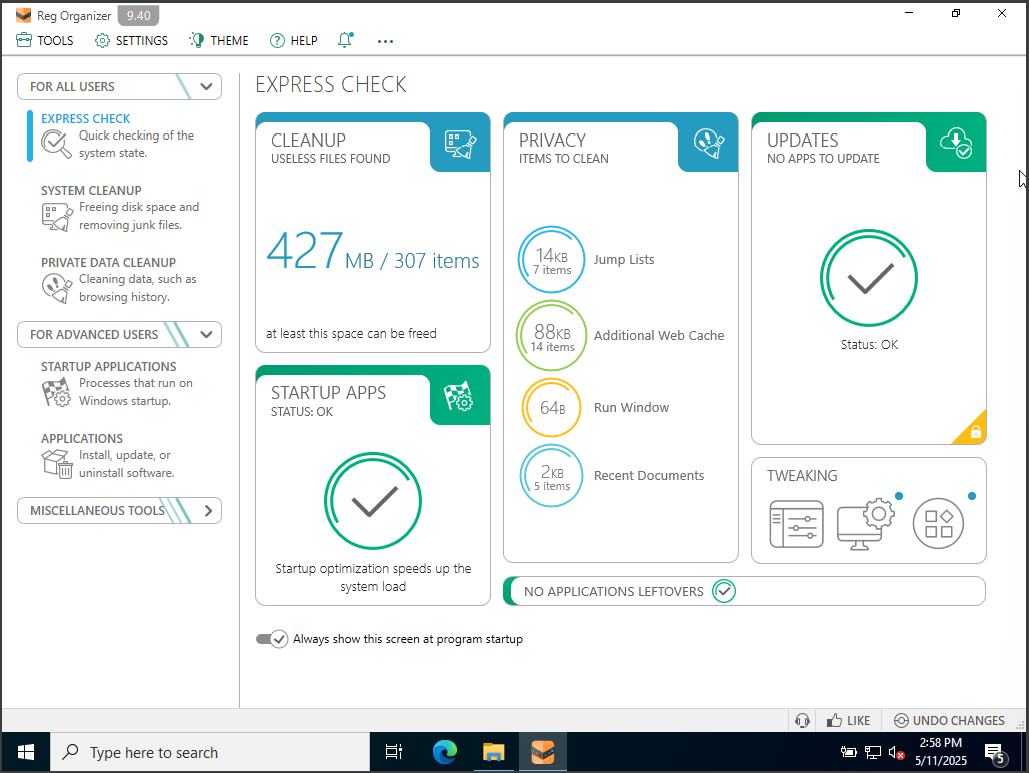 Reg Organizer 9.40
TOOLS SETTINGS THEME HELP
FOR ALL USERS
EXPRESS CHECK
Quick checking of the
system state.
SYSTEM CLEANUP
Freeing disk space and
removing junk files.
PRIVATE DATA CLEANUP
Cleaning data, such as
browsing history.
FOR ADVANCED USERS
STARTUP APPLICATIONS
Processes that run on
Windows startup.
APPLICATIONS
Install, update, or
uninstall software.
MISCELLANEOUS TOOLS
EXPRESS CHECK
CLEANUP
USELESS FILES FOUND
427 MB / 307 items
at least this space can be freed
STARTUP APPS
STATUS: OK
Startup optimization speeds up the
system load
PRIVACY
ITEMS TO CLEAN
14KB
7 items
Jump Lists
88KB
14 items
Additional Web Cache
64B
Run Window
2KB
5 items
Recent Documents
UPDATES
NO APPS TO UPDATE
Status: OK
TWEAKING
NO APPLICATIONS LEFTOVERS
Always show this screen at program startup
LIKE UNDO CHANGES
Type here to search
2:58 PM
5/11/2025
5